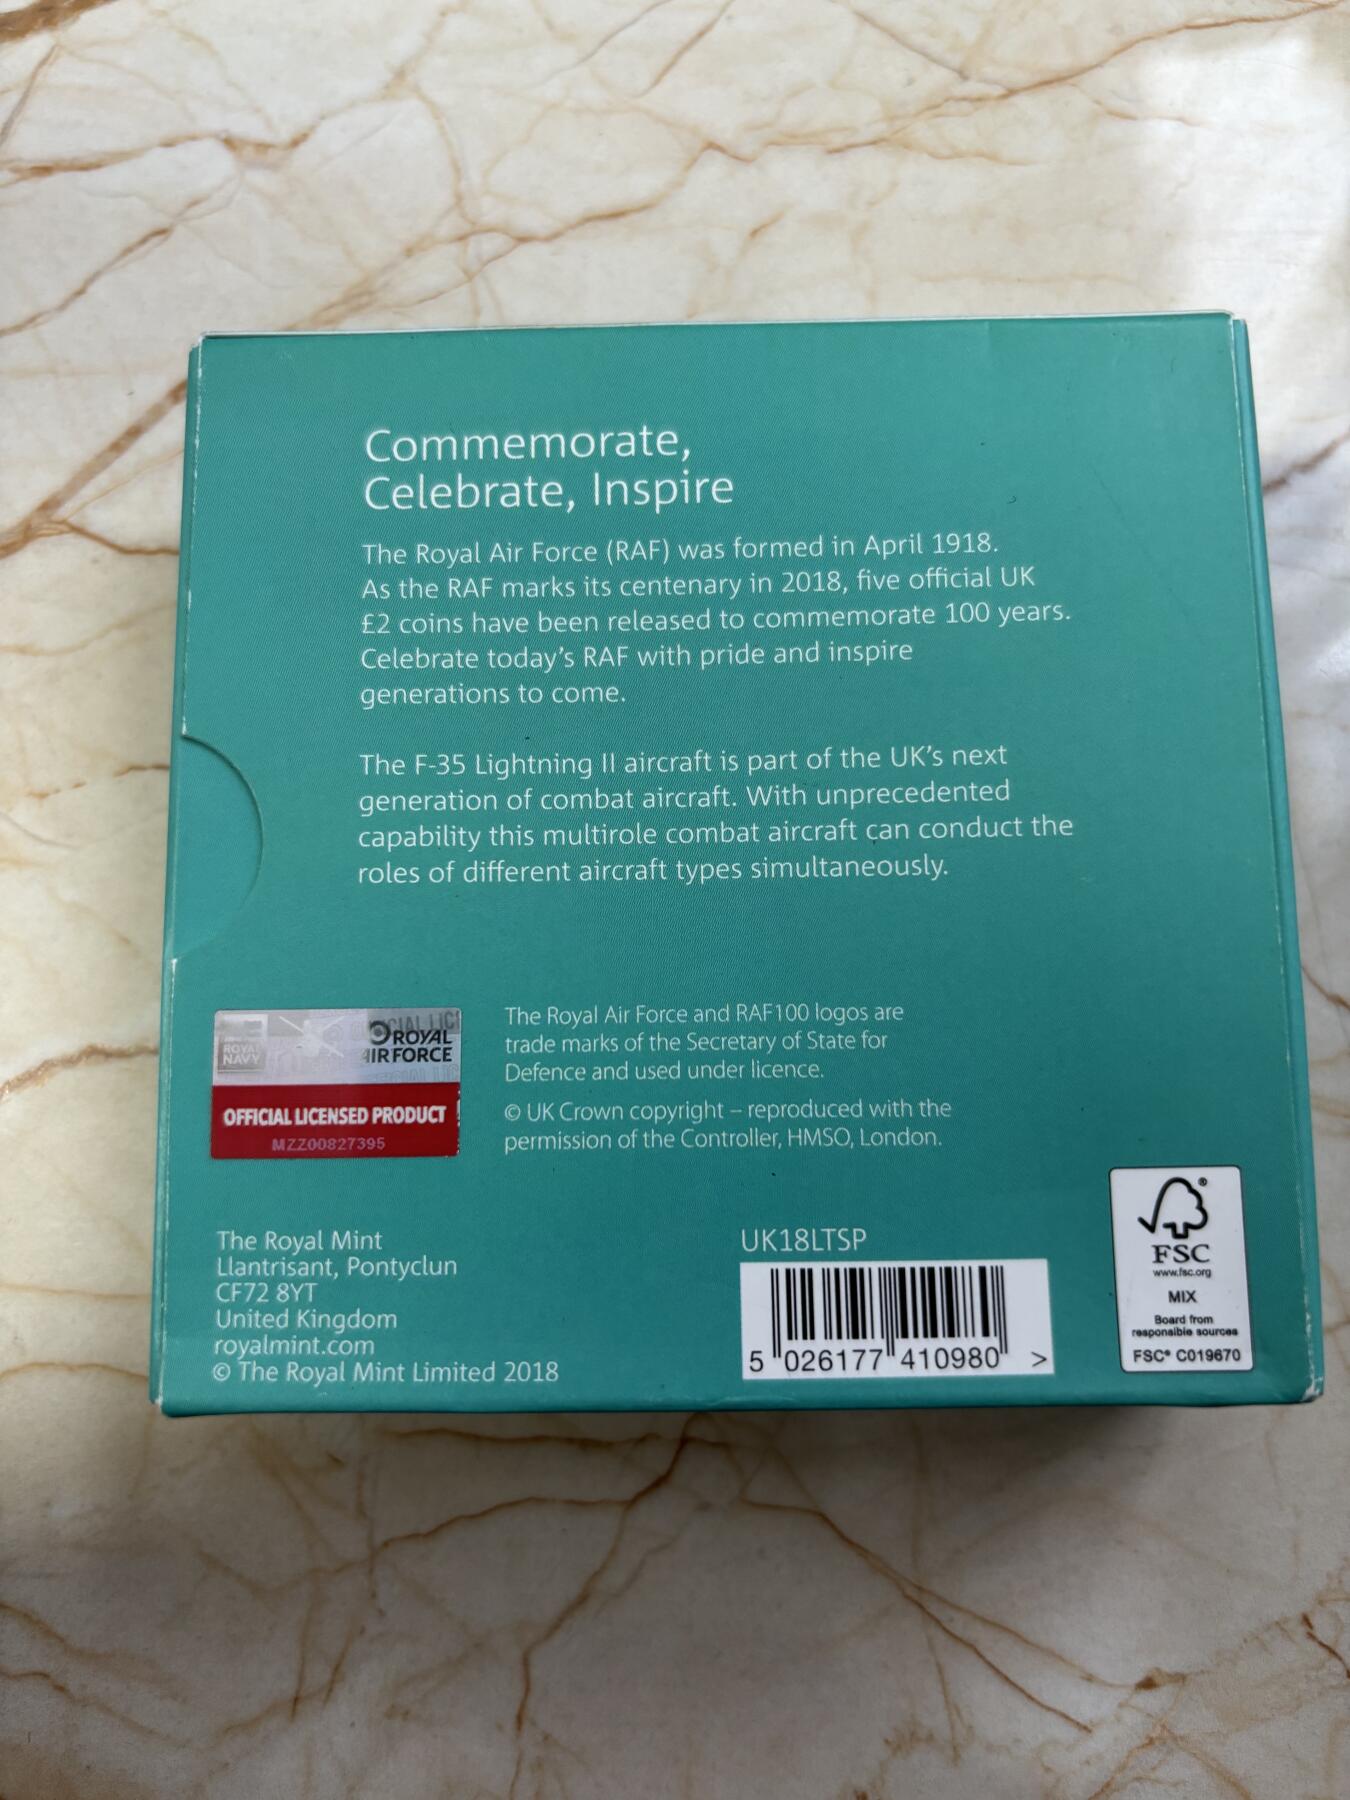 Commemorate,
Celebrate, Inspire
The Royal Air Force (RAF) was formed in April 1918.
As the RAF marks its centenary in 2018, five official UK
£2 coins have been released to commemorate 100 years.
Celebrate today's RAF with pride and inspire
generations to come.
The F-35 Lightning II aircraft is part of the UK's next
generation of combat aircraft. With unprecedented
capability this multirole combat aircraft can conduct the
roles of different aircraft types simultaneously.
ROYAL
NAVY
ROYAL
AIR FORCE
OFFICIAL LICENSED PRODUCT
MZZ00827395
The Royal Air Force and RAF100 logos are
trade marks of the Secretary of State for
Defence and used under licence.
© UK Crown copyright – reproduced with the
permission of the Controller, HMSO, London.
The Royal Mint
Llantrisant, Pontyclun
CF72 8YT
United Kingdom
royalmint.com
© The Royal Mint Limited 2018
UK18LTSP
5 026177 410980 >
FSC
www.fsc.org
MIX
Board from
responsible sources
FSC® C019670